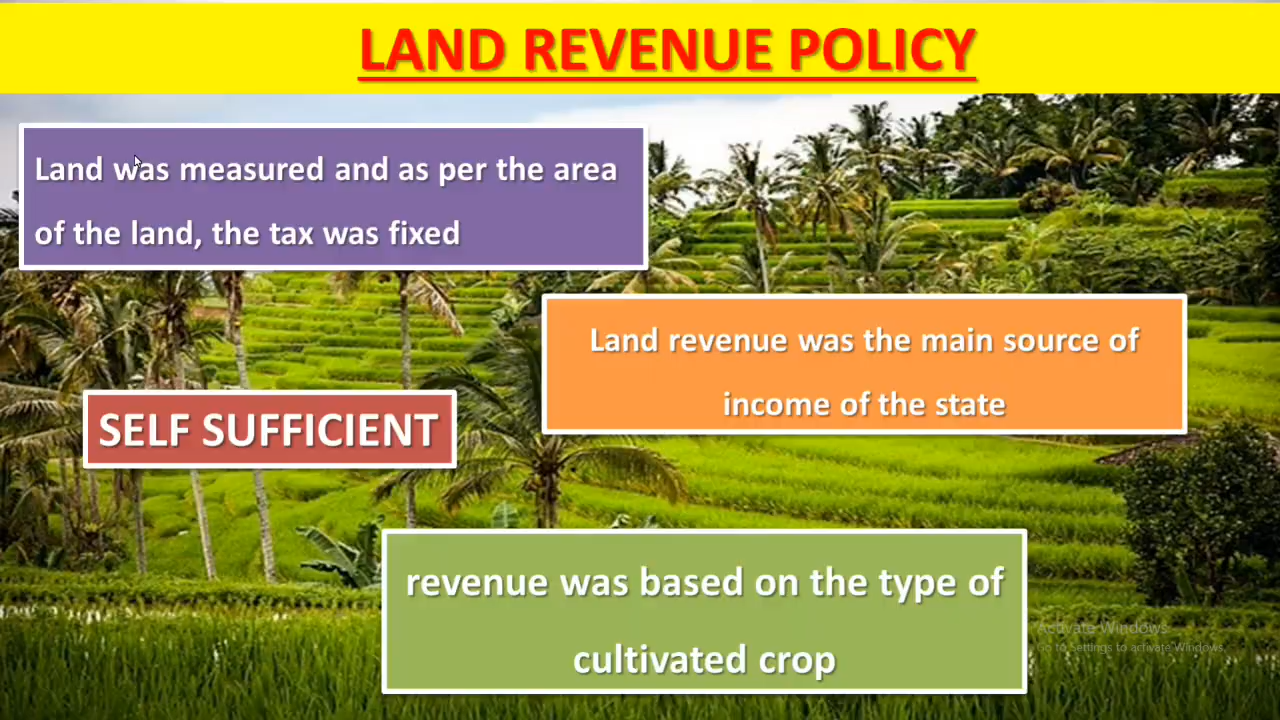 LAND REVENUE POLICY
Land was measured and as per the area
of the land, the tax was fixed
Land revenue was the main source of
income of the state
SELF SUFFICIENT
revenue was based on the type of
cultivated crop
Activate Windows
Go to Settings to activate Windows.